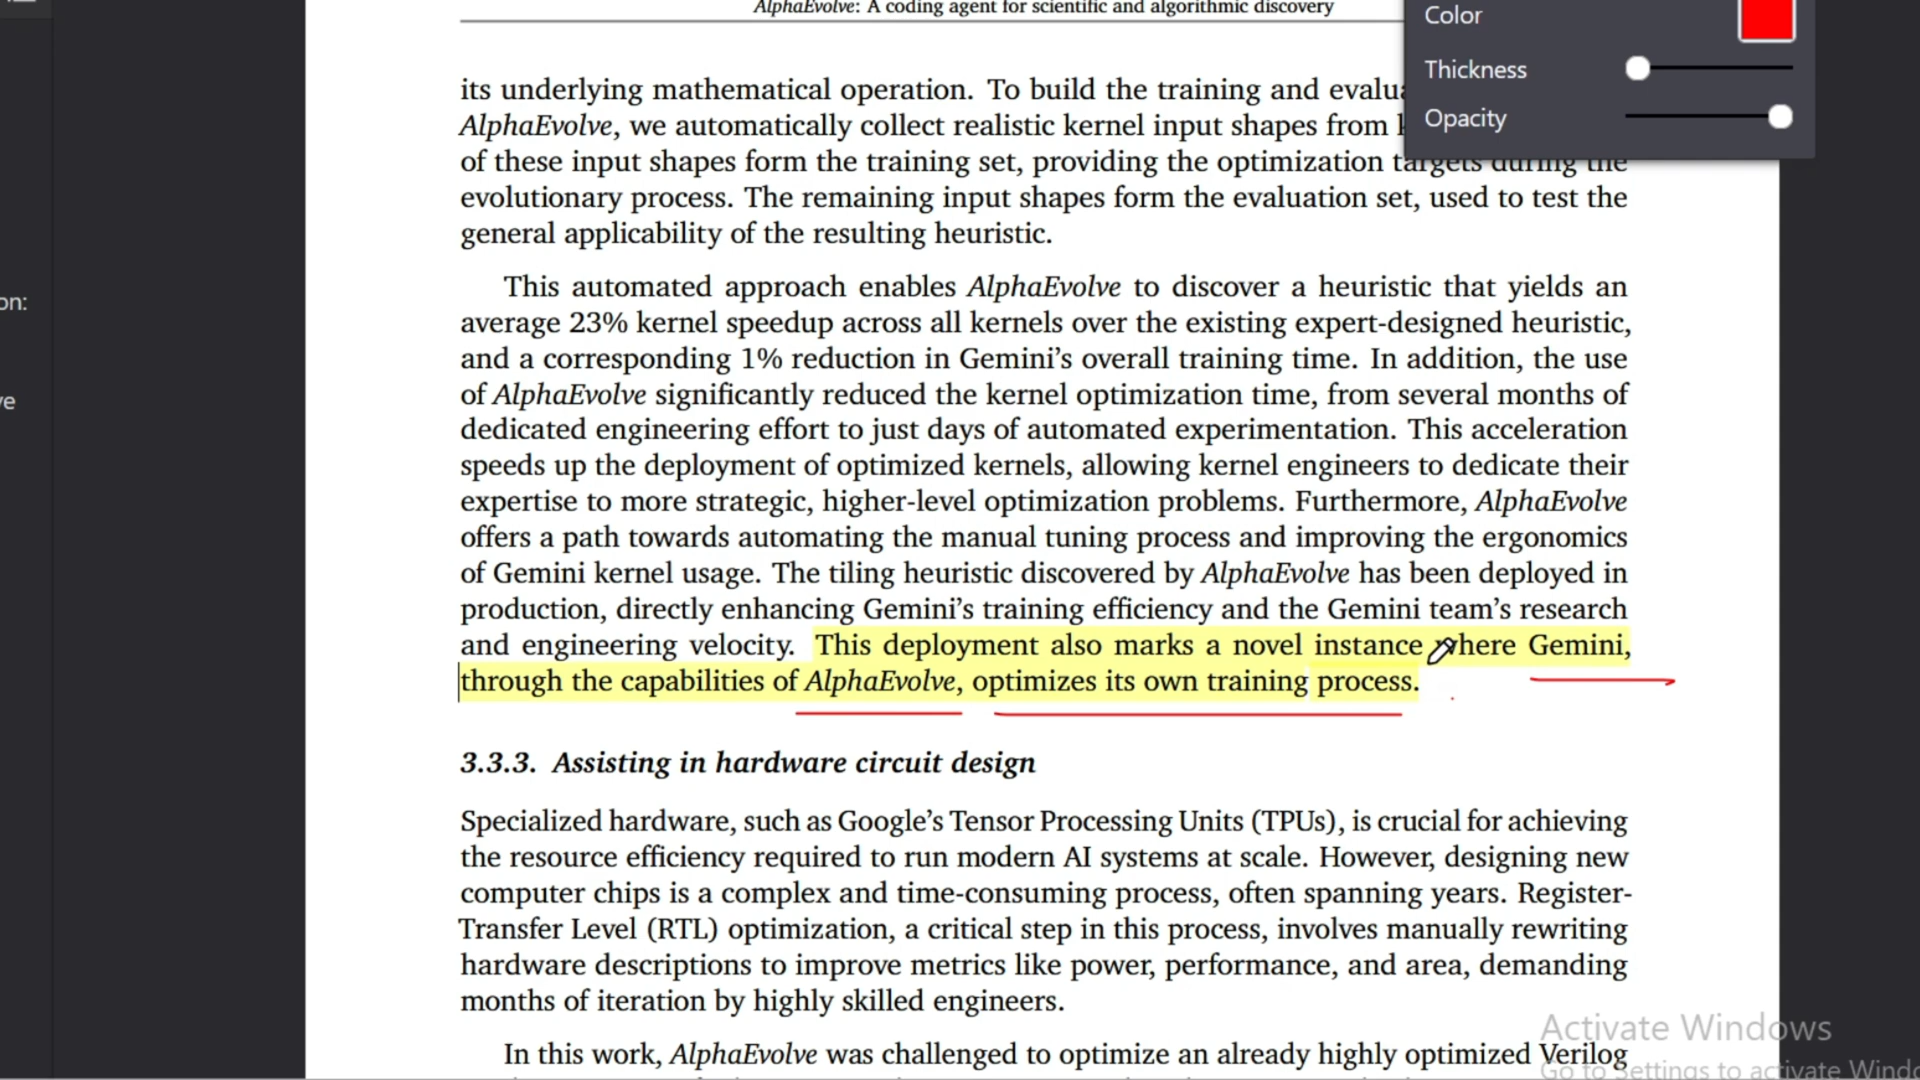 AlphaEvolve: A coding agent for scientific and algorithmic discovery
Color
Thickness
Opacity
its underlying mathematical operation. To build the training and evalua
AlphaEvolve, we automatically collect realistic kernel input shapes from
of these input shapes form the training set, providing the optimization targets during the
evolutionary process. The remaining input shapes form the evaluation set, used to test the
general applicability of the resulting heuristic.
This automated approach enables AlphaEvolve to discover a heuristic that yields an
average 23% kernel speedup across all kernels over the existing expert-designed heuristic,
and a corresponding 1% reduction in Gemini's overall training time. In addition, the use
of AlphaEvolve significantly reduced the kernel optimization time, from several months of
dedicated engineering effort to just days of automated experimentation. This acceleration
speeds up the deployment of optimized kernels, allowing kernel engineers to dedicate their
expertise to more strategic, higher-level optimization problems. Furthermore, AlphaEvolve
offers a path towards automating the manual tuning process and improving the ergonomics
of Gemini kernel usage. The tiling heuristic discovered by AlphaEvolve has been deployed in
production, directly enhancing Gemini's training efficiency and the Gemini team's research
and engineering velocity. This deployment also marks a novel instance where Gemini,
through the capabilities of AlphaEvolve, optimizes its own training process.
3.3.3. Assisting in hardware circuit design
Specialized hardware, such as Google's Tensor Processing Units (TPUs), is crucial for achieving
the resource efficiency required to run modern AI systems at scale. However, designing new
computer chips is a complex and time-consuming process, often spanning years. Register-
Transfer Level (RTL) optimization, a critical step in this process, involves manually rewriting
hardware descriptions to improve metrics like power, performance, and area, demanding
months of iteration by highly skilled engineers.
In this work, AlphaEvolve was challenged to optimize an already highly optimized Verilog
on:
ve
Activate Windows
Go to Settings to activate Windo